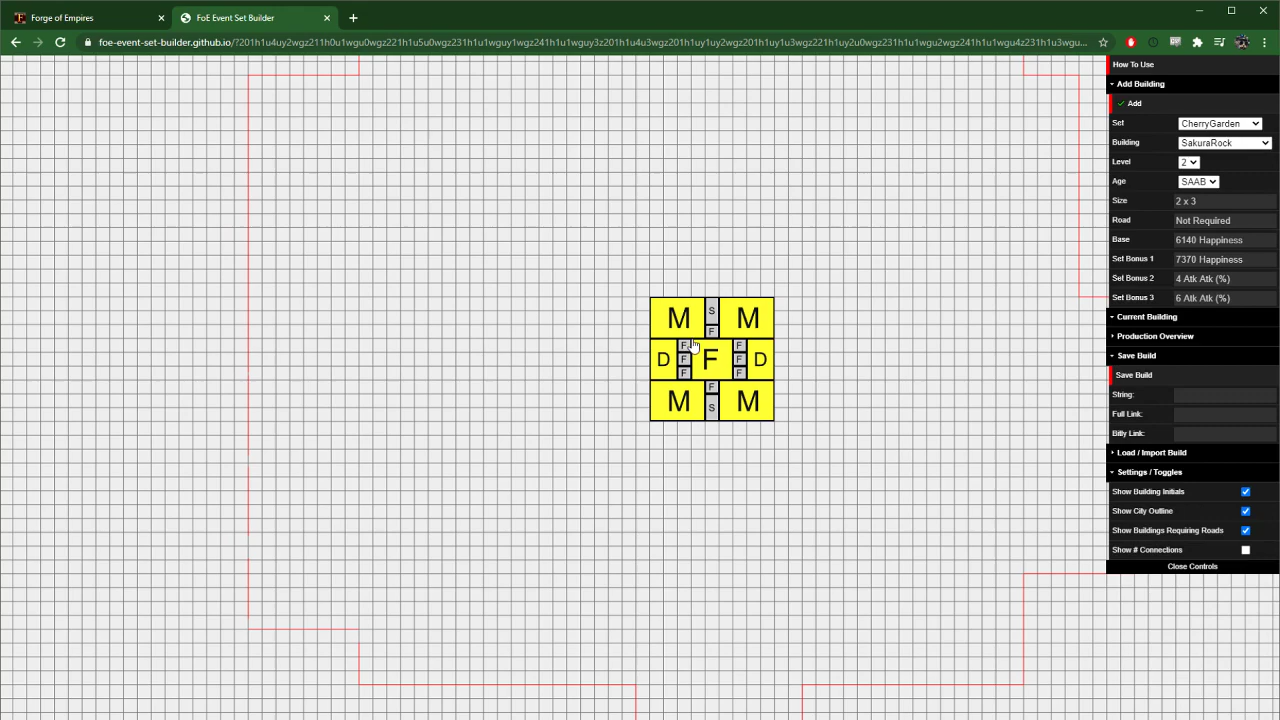 Forge of Empires
FoE Event Set Builder
foe-event-set-builder.github.io/?201h1u4uy2wgz211h0u1wgu0wgz221h1u5u0wgz231h1u1wguy1wgz241h1u1wguy3z201h1u4u3wgz201h1uy1uy2wgz201h1uy1uy1wgz221h1uy2u0wgz231h1u1wgu2wgz241h1u1wgu4z231h1u3wgu...
How To Use
Add Building
Add
Set CherryGarden
Building SakuraRock
Level 2
Age SAAB
Size 2 x 3
Road Not Required
Base 6140 Happiness
Set Bonus 1 7370 Happiness
Set Bonus 2 4 Atk Atk (%)
Set Bonus 3 6 Atk Atk (%)
Current Building
Production Overview
Save Build
Save Build
String:
Full Link:
Bitly Link:
Load / Import Build
Settings / Toggles
Show Building Initials
Show City Outline
Show Buildings Requiring Roads
Show # Connections
Close Controls
M S M
F
F F
D F F F D
F F
F
M S M